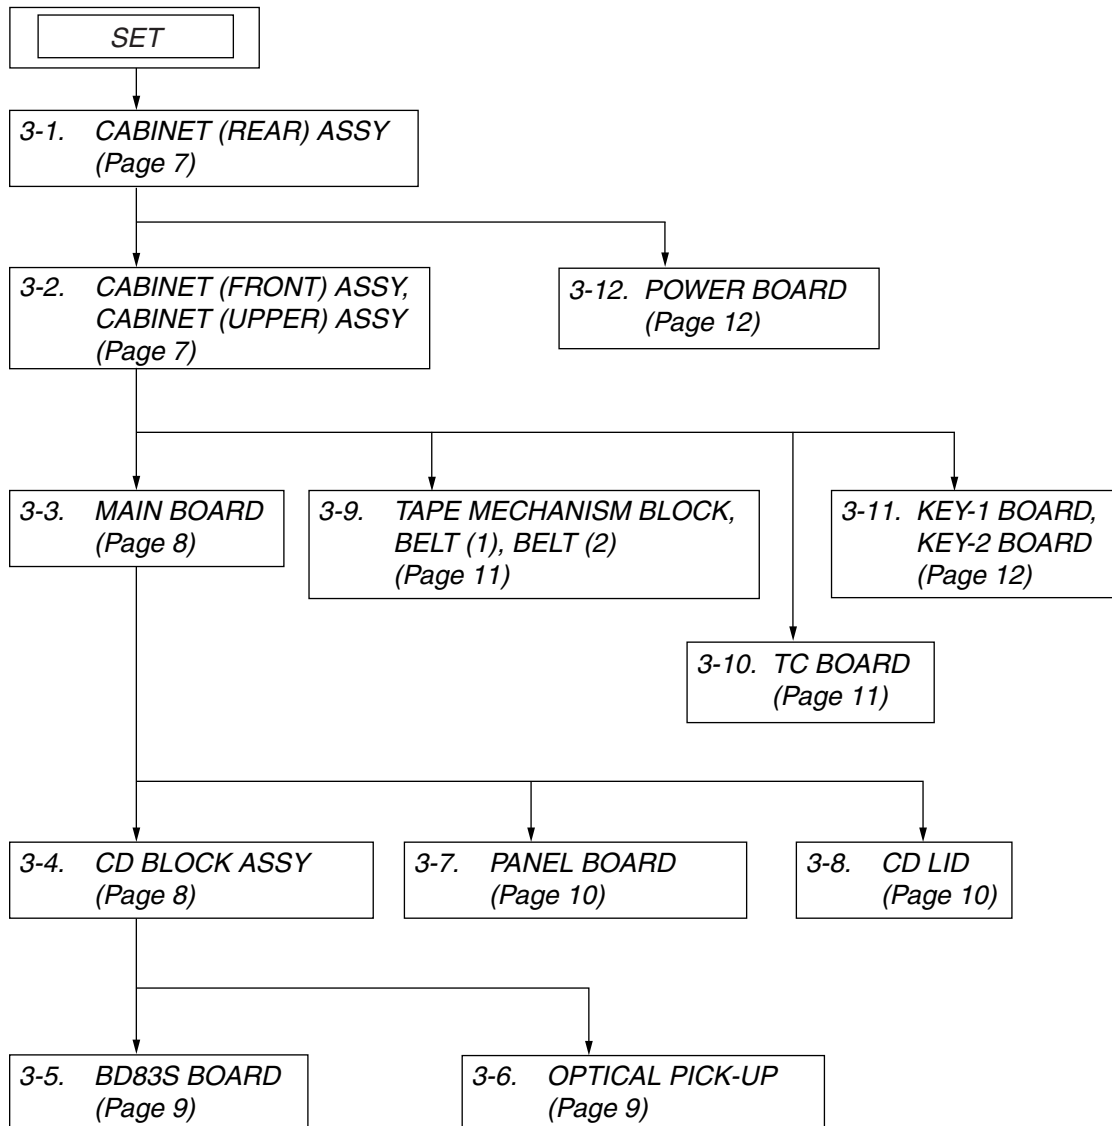 SET
3-1. CABINET (REAR) ASSY
(Page 7)
3-2. CABINET (FRONT) ASSY,
CABINET (UPPER) ASSY
(Page 7)
3-12. POWER BOARD
(Page 12)
3-3. MAIN BOARD
(Page 8)
3-9. TAPE MECHANISM BLOCK,
BELT (1), BELT (2)
(Page 11)
3-11. KEY-1 BOARD,
KEY-2 BOARD
(Page 12)
3-10. TC BOARD
(Page 11)
3-4. CD BLOCK ASSY
(Page 8)
3-7. PANEL BOARD
(Page 10)
3-8. CD LID
(Page 10)
3-5. BD83S BOARD
(Page 9)
3-6. OPTICAL PICK-UP
(Page 9)